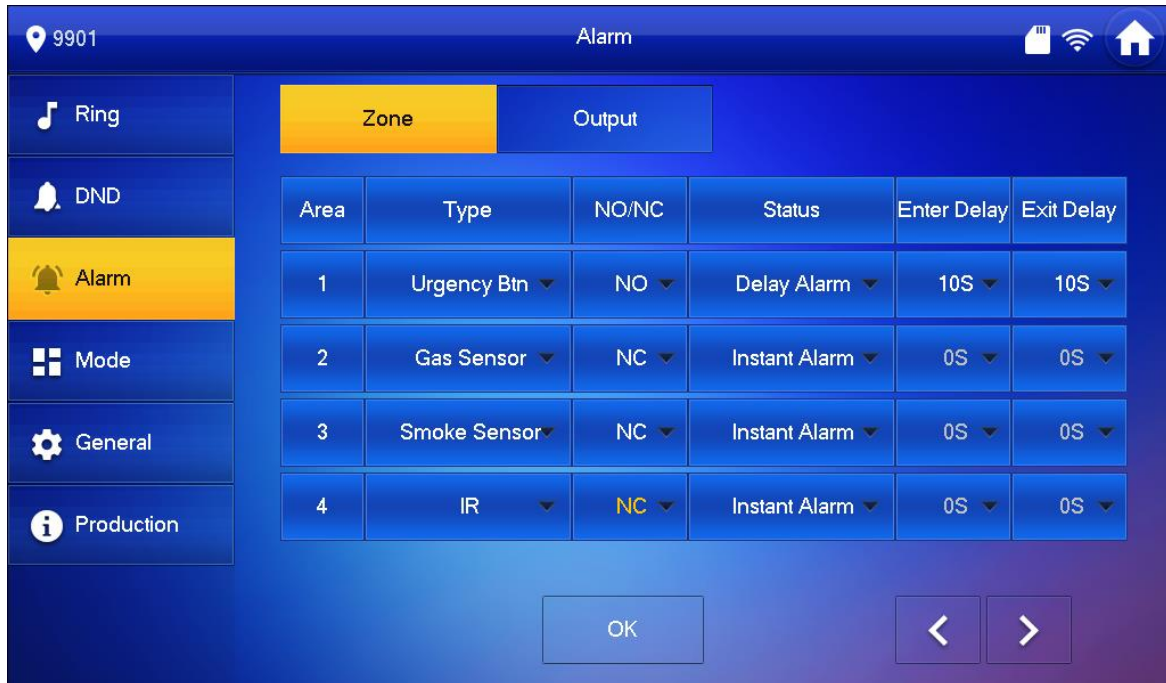 9901 Alarm
Ring
DND
Alarm
Mode
General
Production
Zone Output
Area Type NO/NC Status Enter Delay Exit Delay
1 Urgency Btn NO Delay Alarm 10S 10S
2 Gas Sensor NC Instant Alarm 0S 0S
3 Smoke Sensor NC Instant Alarm 0S 0S
4 IR NC Instant Alarm 0S 0S
OK